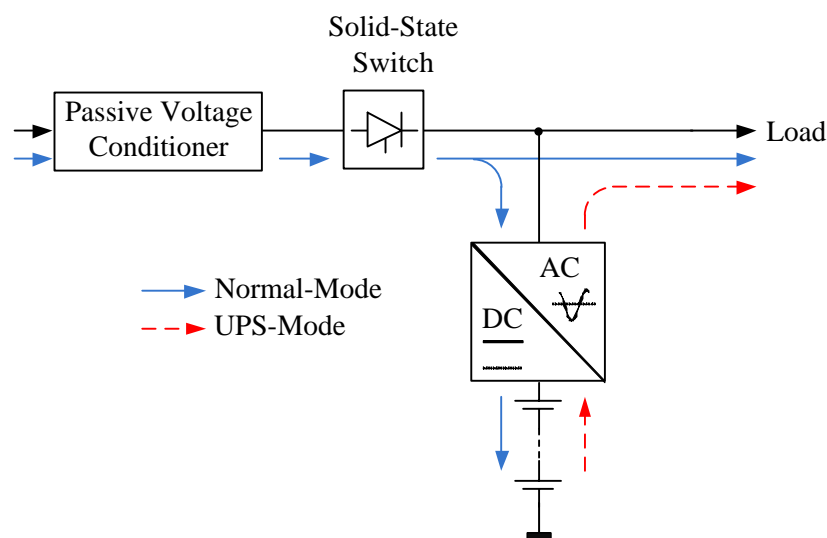 Solid-State
Switch
Passive Voltage
Conditioner
Load
AC
DC
Normal-Mode
UPS-Mode